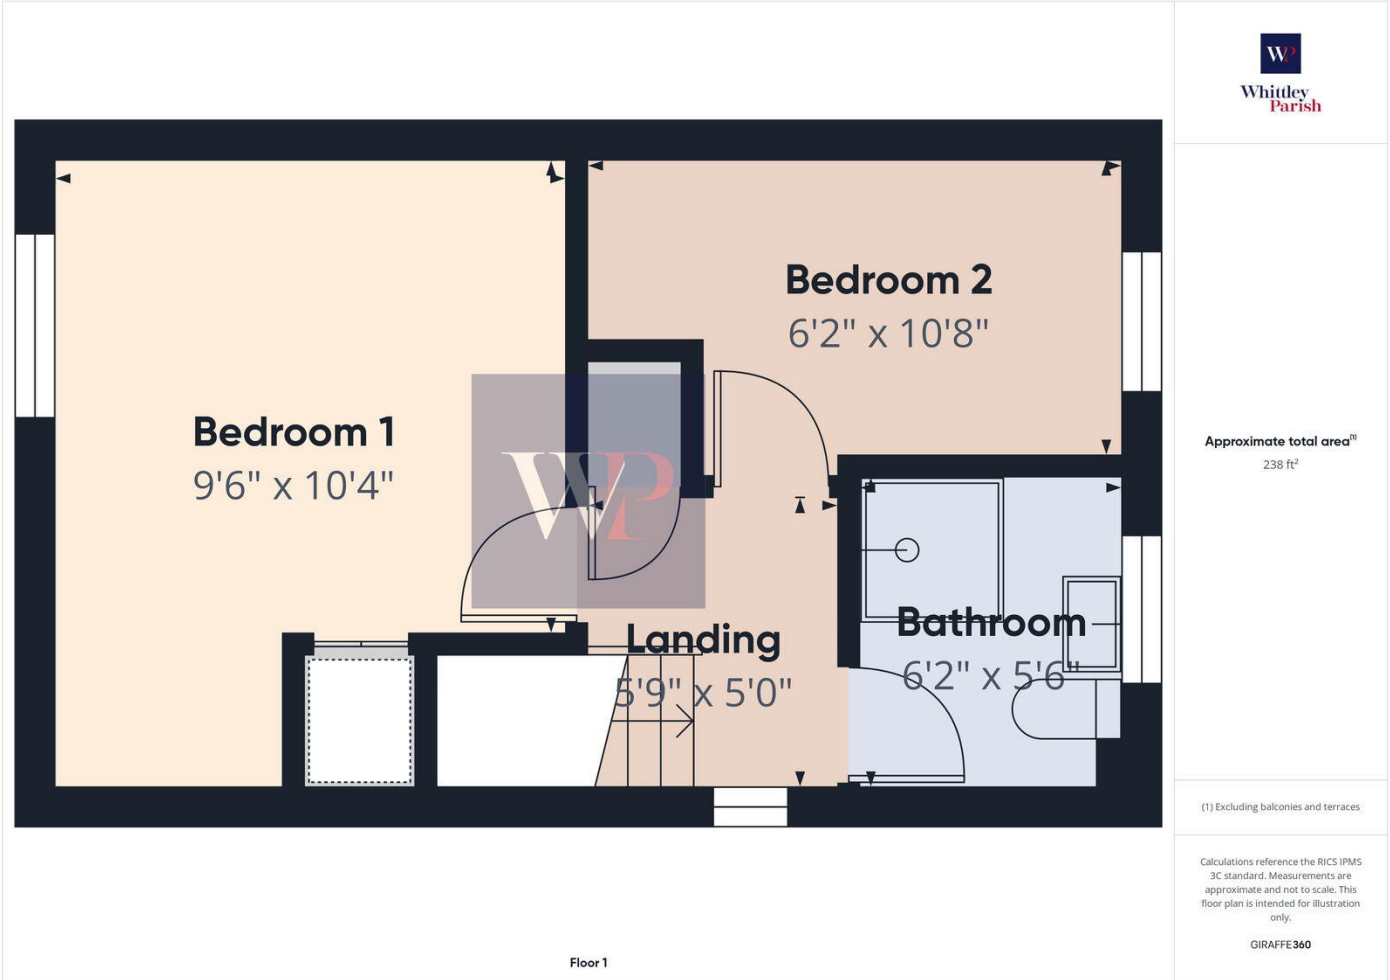 WP
Whittley
Parish
Bedroom 2
6'2" x 10'8"
Bedroom 1
9'6" x 10'4"
WP
Approximate total area(1)
238 ft²
Bathroom
6'2" x 5'6"
Landing
5'9" x 5'0"
(1) Excluding balconies and terraces
Calculations reference the RICS IPMS
3C standard. Measurements are
approximate and not to scale. This
floor plan is intended for illustration
only.
GIRAFFE360
Floor 1